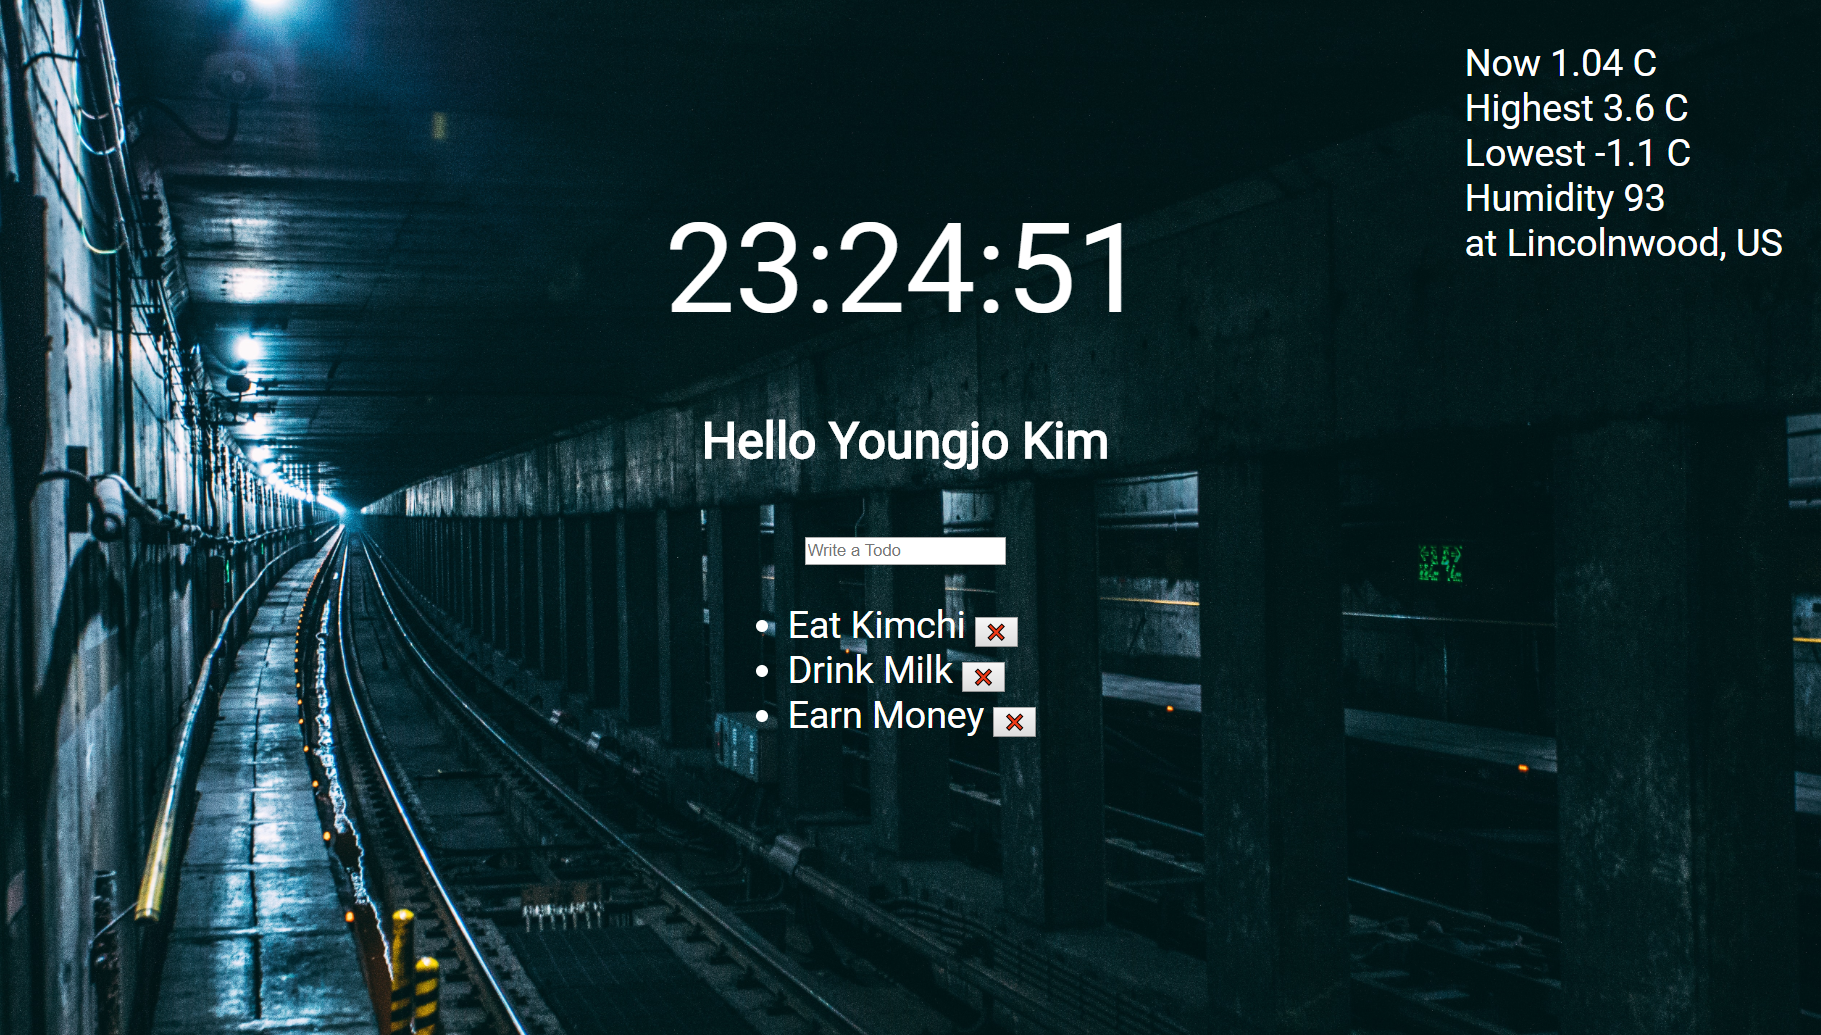 Now 1.04 C
Highest 3.6 C
Lowest -1.1 C
Humidity 93
at Lincolnwood, US
23:24:51
Hello Youngjo Kim
Write a Todo
Eat Kimchi
Drink Milk
Earn Money